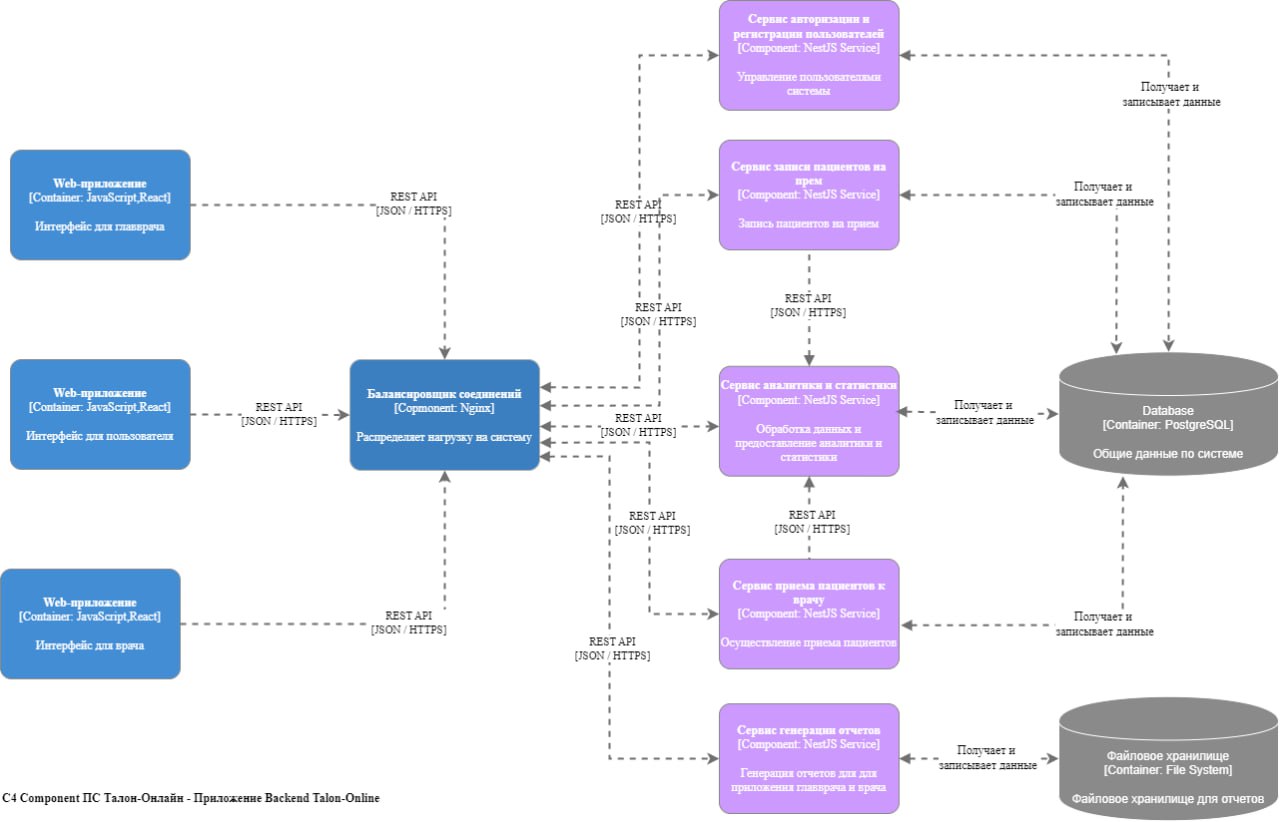 Сервис авторизации и
регистрации пользователей
[Component: NestJS Service]
Управление пользователями
системы
Получает и
записывает данные
Web-приложение
[Container: JavaScript,React]
Интерфейс для главврача
REST API
[JSON / HTTPS]
REST API
[JSON / HTTPS]
Сервис записи пациентов на
прем
[Component: NestJS Service]
Запись пациентов на прием
Получает и
записывает данные
REST API
[JSON / HTTPS]
REST API
[JSON / HTTPS]
Web-приложение
[Container: JavaScript,React]
Интерфейс для пользователя
REST API
[JSON / HTTPS]
Балансировщик соединений
[Copmonent: Nginx]
Распределяет нагрузку на систему
REST API
[JSON / HTTPS]
Сервис аналитики и статистики
[Component: NestJS Service]
Обработка данных и
предоставление аналитики и
статистики
Получает и
записывает данные
Database
[Container: PostgreSQL]
Общие данные по системе
REST API
[JSON / HTTPS]
REST API
[JSON / HTTPS]
Web-приложение
[Container: JavaScript,React]
Интерфейс для врача
REST API
[JSON / HTTPS]
REST API
[JSON / HTTPS]
Сервис приема пациентов к
врачу
[Component: NestJS Service]
Осуществление приема пациентов
Получает и
записывает данные
Сервис генерации отчетов
[Component: NestJS Service]
Генерация отчетов для для
приложения главврача и врача
Получает и
записывает данные
Файловое хранилище
[Container: File System]
Файловое хранилище для отчетов
C4 Component ПС Талон-Онлайн - Приложение Backend Talon-Online